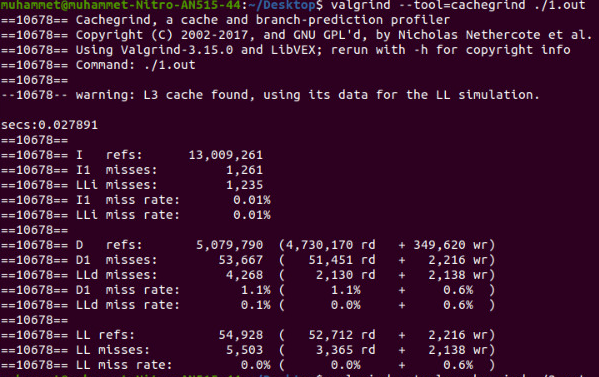 muhammet@muhammet-Nitro-AN515-44:~/Desktop$ valgrind --tool=cachegrind ./1.out
==10678== Cachegrind, a cache and branch-prediction profiler
==10678== Copyright (C) 2002-2017, and GNU GPL'd, by Nicholas Nethercote et al.
==10678== Using Valgrind-3.15.0 and LibVEX; rerun with -h for copyright info
==10678== Command: ./1.out
==10678==
--10678-- warning: L3 cache found, using its data for the LL simulation.
secs:0.027891
==10678==
==10678== I   refs:      13,009,261
==10678== I1  misses:         1,261
==10678== LLi misses:         1,235
==10678== I1  miss rate:       0.01%
==10678== LLi miss rate:       0.01%
==10678==
==10678== D   refs:       5,079,790  (4,730,170 rd   + 349,620 wr)
==10678== D1  misses:        53,667  (   51,451 rd   +   2,216 wr)
==10678== LLd misses:         4,268  (    2,130 rd   +   2,138 wr)
==10678== D1  miss rate:        1.1% (      1.1%     +     0.6%  )
==10678== LLd miss rate:        0.1% (      0.0%     +     0.6%  )
==10678==
==10678== LL refs:           54,928  (   52,712 rd   +   2,216 wr)
==10678== LL misses:          5,503  (    3,365 rd   +   2,138 wr)
==10678== LL miss rate:         0.0% (      0.0%     +     0.6%  )